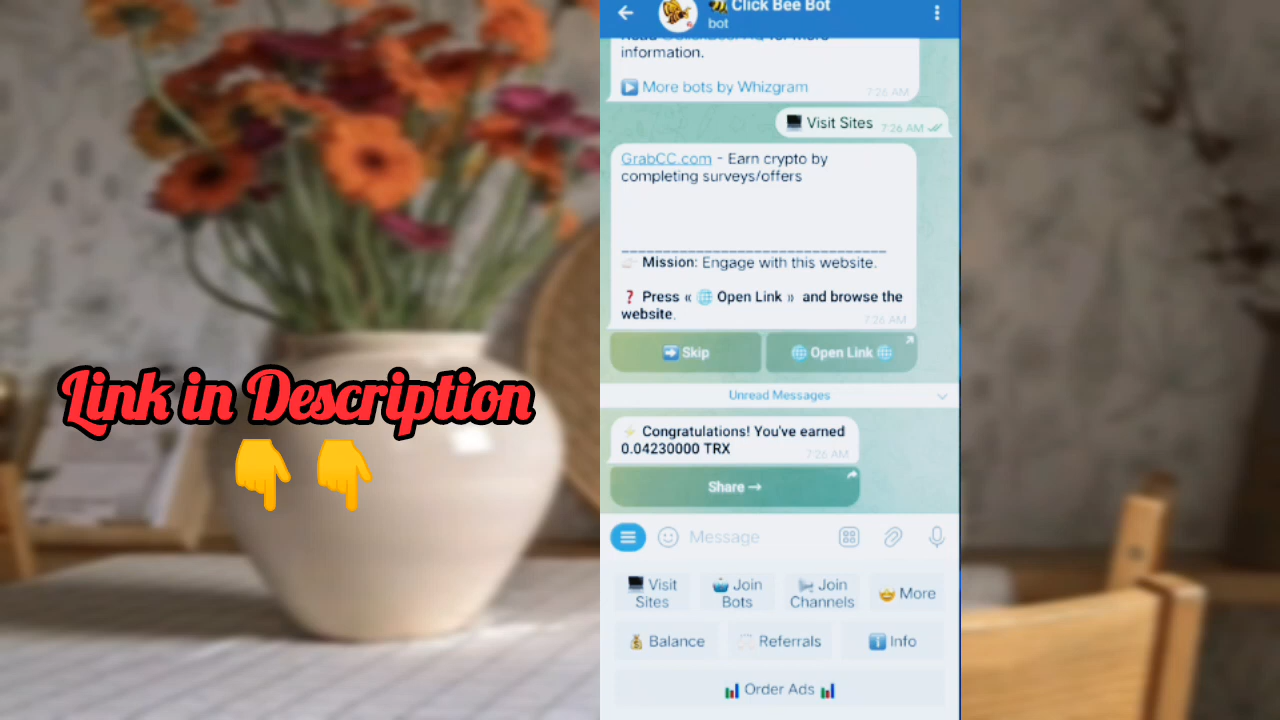 Link in Description
Click Bee Bot
bot
for more
information.
More bots by Whizgram
7:26 AM
Visit Sites 7:26 AM
GrabCC.com - Earn crypto by
completing surveys/offers
Mission: Engage with this website.
Press « Open Link » and browse the
website.
7:26 AM
Skip
Open Link
Unread Messages
Congratulations! You've earned
0.04230000 TRX
7:26 AM
Share →
Message
Visit
Sites
Join
Bots
Join
Channels
More
Balance
Referrals
Info
Order Ads